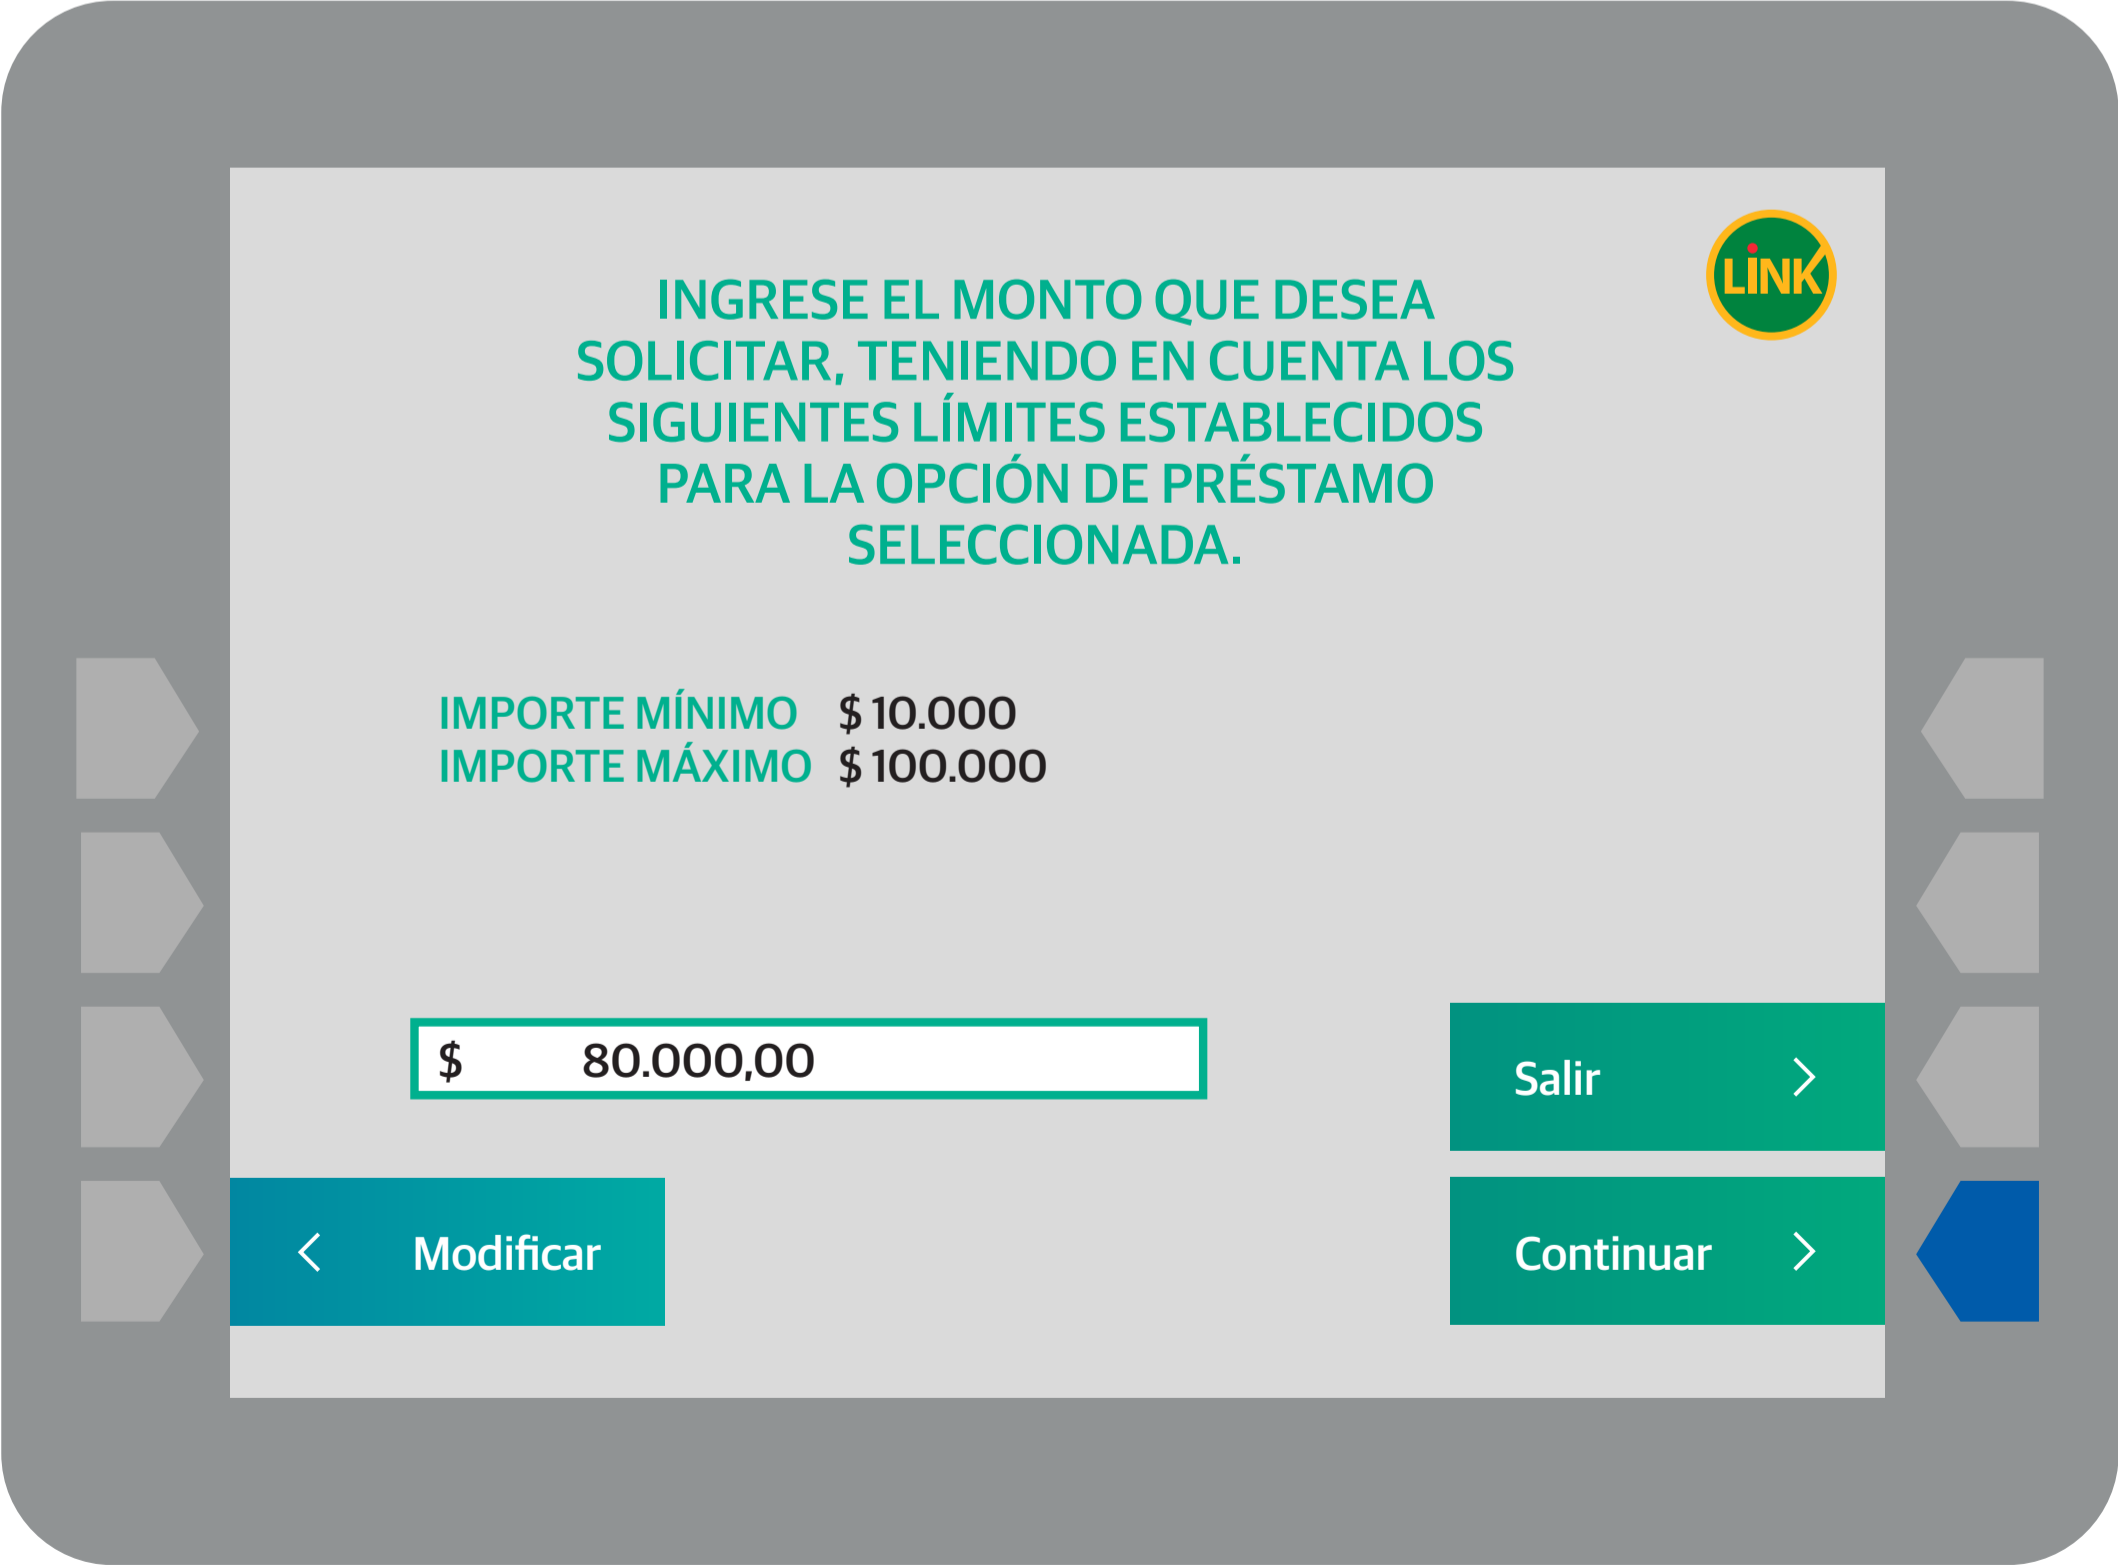 LiNK
INGRESE EL MONTO QUE DESEA
SOLICITAR, TENIENDO EN CUENTA LOS
SIGUIENTES LÍMITES ESTABLECIDOS
PARA LA OPCIÓN DE PRÉSTAMO
SELECCIONADA.
IMPORTE MÍNIMO $ 10.000
IMPORTE MÁXIMO $ 100.000
$ 80.000,00
Salir >
< Modificar
Continuar >